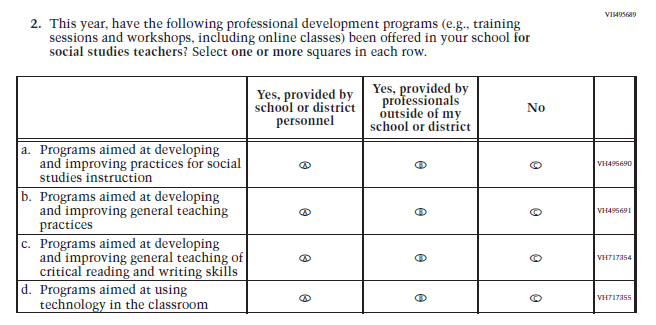 VH495689
2. This year, have the following professional development programs (e.g., training
sessions and workshops, including online classes) been offered in your school for
social studies teachers? Select one or more squares in each row.
Yes, provided by
school or district
personnel
Yes, provided by
professionals
outside of my
school or district
No
a. Programs aimed at developing
and improving practices for social
studies instruction
A B C VH495690
b. Programs aimed at developing
and improving general teaching
practices
A B C VH495691
c. Programs aimed at developing
and improving general teaching of
critical reading and writing skills
A B C VH717354
d. Programs aimed at using
technology in the classroom
A B C VH717355